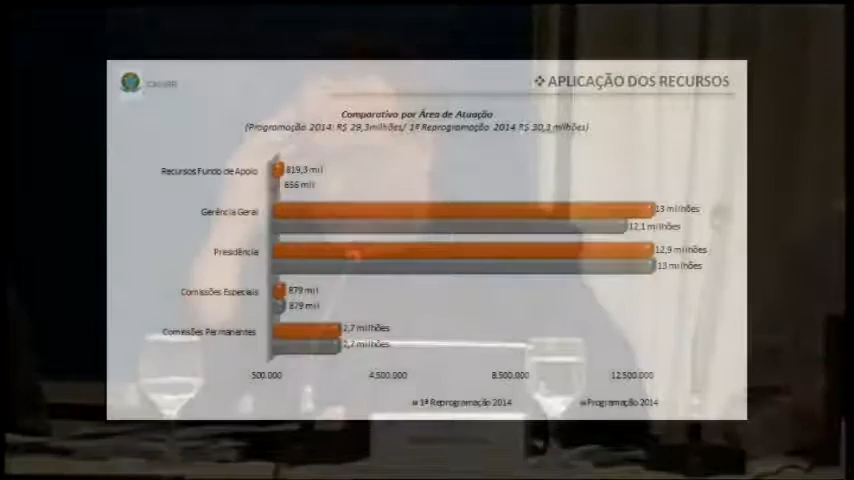 CAU/BR
❖ APLICAÇÃO DOS RECURSOS
Comparativo por Área de Atuação
(Programação 2014: R$ 29,3milhões/ 1ª Reprogramação 2014 R$ 30,3 milhões)
Recursos Fundo de Apoio
819,3 mil
656 mil
Gerência Geral
13 milhões
12,1 milhões
Presidência
12,9 milhões
13 milhões
Comissões Especiais
879 mil
879 mil
Comissões Permanentes
2,7 milhões
2,7 milhões
500.000 4.500.000 8.500.000 12.500.000
1ª Reprogramação 2014 Programação 2014